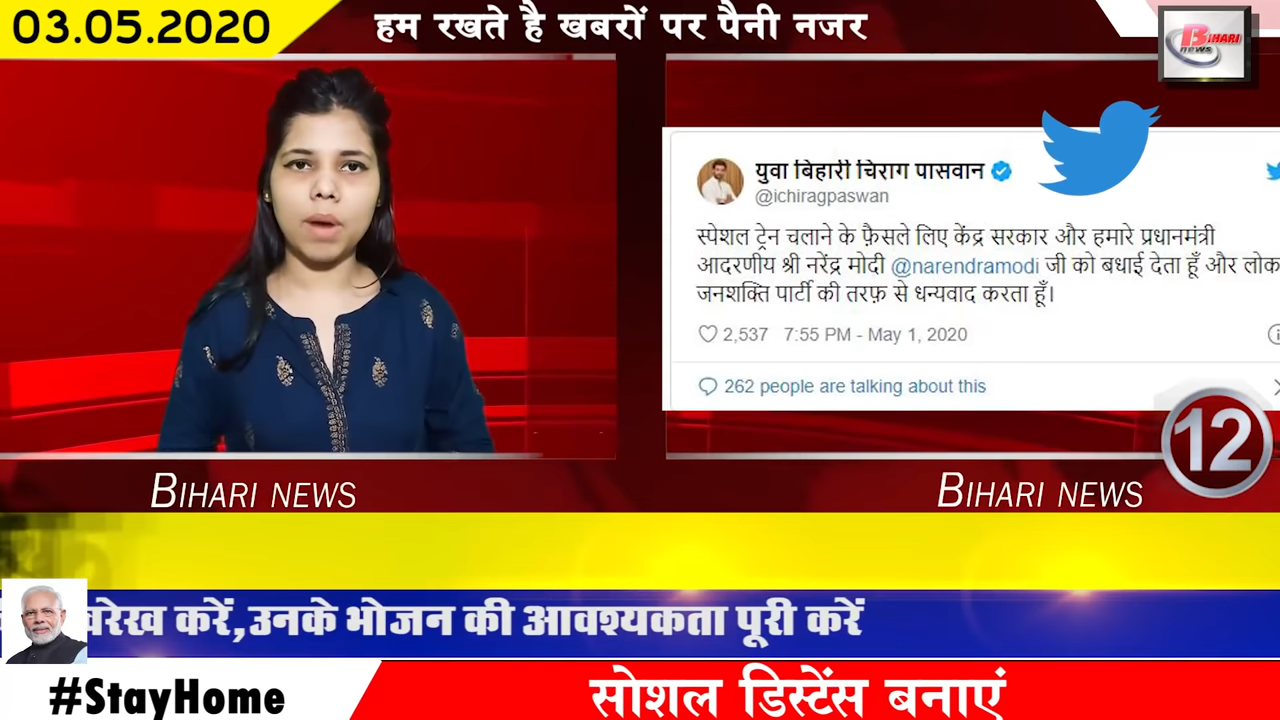 03.05.2020
हम रखते है खबरों पर पैनी नजर
BIHARI
news
युवा बिहारी चिराग पासवान
@ichiragpaswan
स्पेशल ट्रेन चलाने के फ़ैसले लिए केंद्र सरकार और हमारे प्रधानमंत्री
आदरणीय श्री नरेंद्र मोदी @narendramodi जी को बधाई देता हूँ और लोक
जनशक्ति पार्टी की तरफ़ से धन्यवाद करता हूँ।
2,537 7:55 PM - May 1, 2020
262 people are talking about this
12
BIHARI NEWS
BIHARI NEWS
करें,उनके भोजन की आवश्यकता पूरी करें
#StayHome
सोशल डिस्टेंस बनाएं